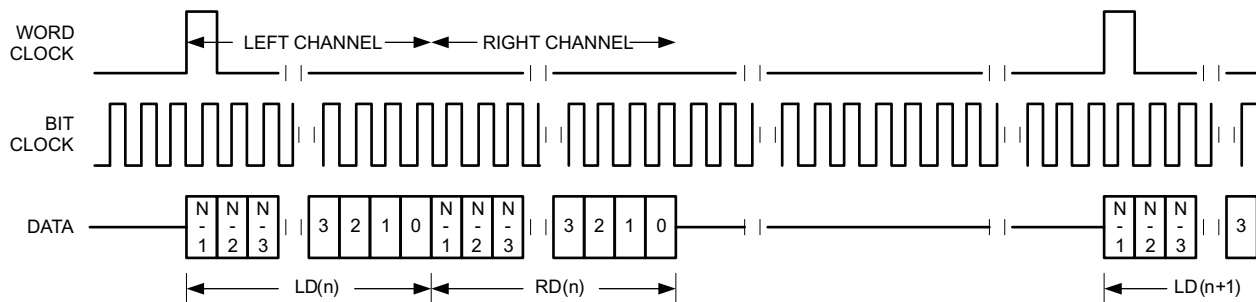 WORD
CLOCK
LEFT CHANNEL
RIGHT CHANNEL
BIT
CLOCK
DATA
N-1 N-2 N-3 3 2 1 0 N-1 N-2 N-3 3 2 1 0 N-1 N-2 N-3 3
LD(n)
RD(n)
LD(n+1)